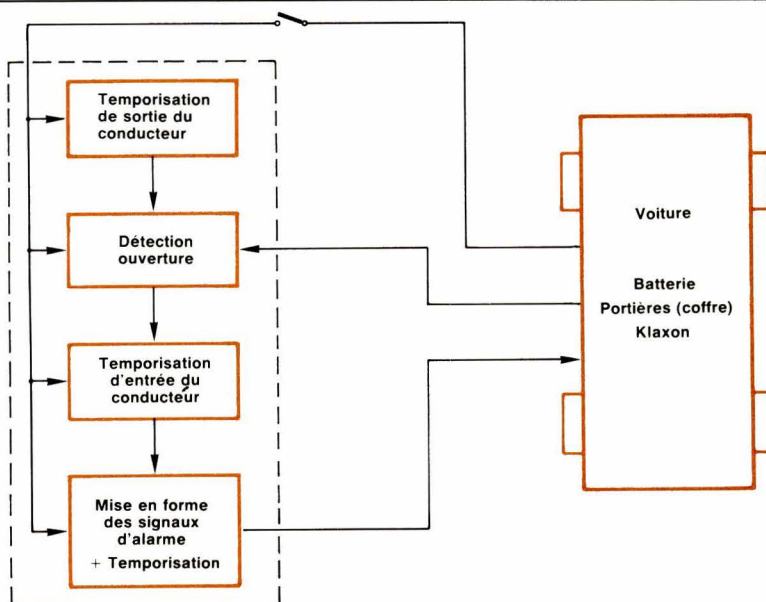 Temporisation
de sortie du
conducteur
Détection
ouverture
Temporisation
d'entrée du
conducteur
Mise en forme
des signaux
d'alarme
+ Temporisation
Voiture
Batterie
Portières (coffre)
Klaxon